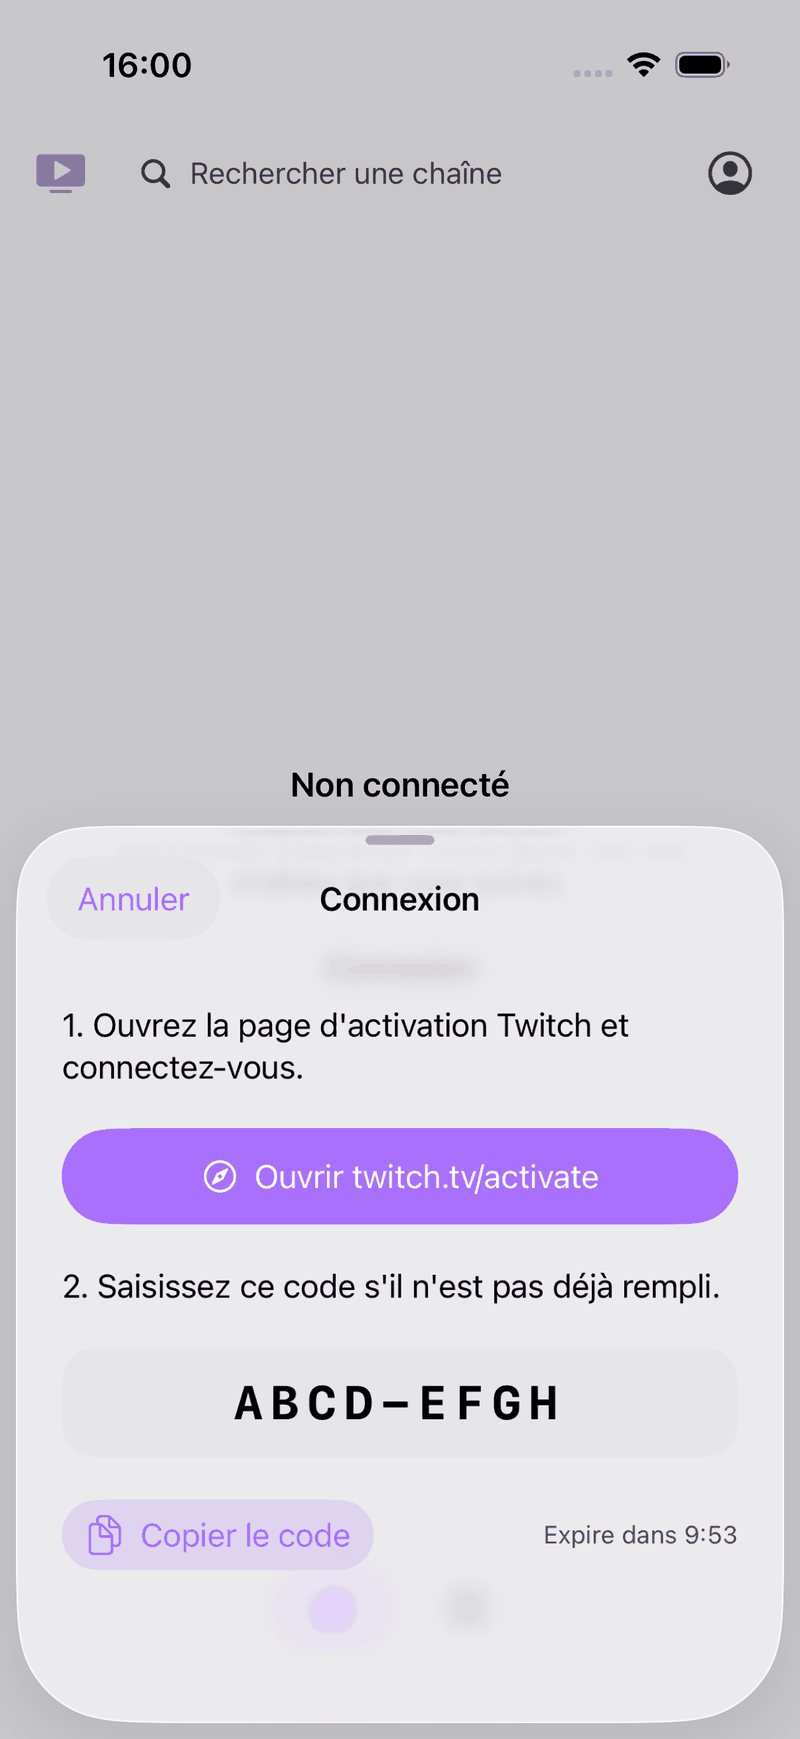 16:00
Rechercher une chaîne
Non connecté
Annuler
Connexion
1. Ouvrez la page d'activation Twitch et
connectez-vous.
Ouvrir twitch.tv/activate
2. Saisissez ce code s'il n'est pas déjà rempli.
ABCD-EFGH
Copier le code
Expire dans 9:53